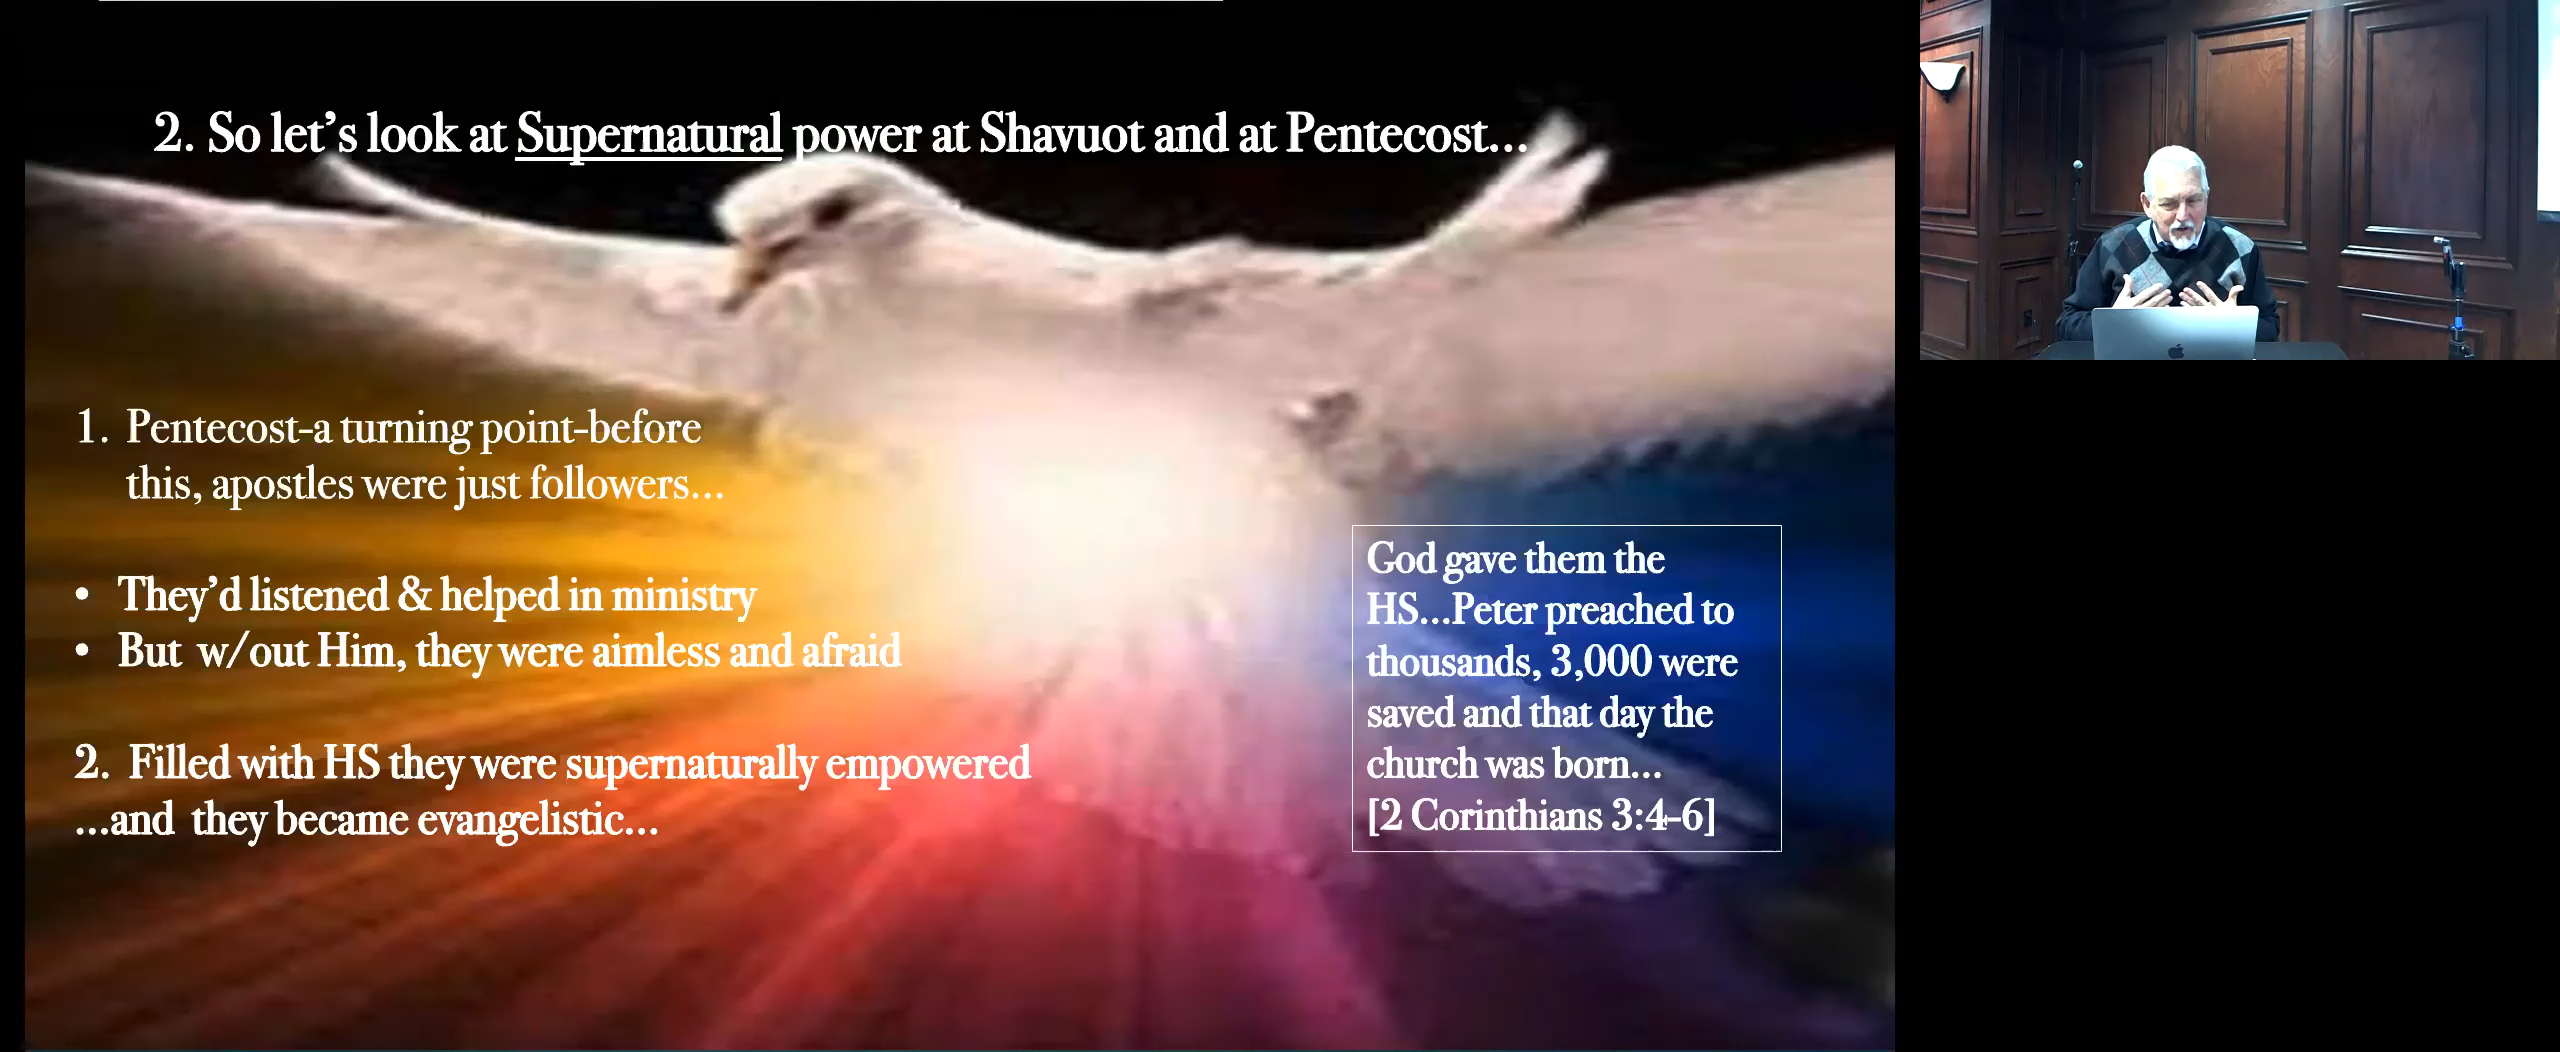 2. So let’s look at Supernatural power at Shavuot and at Pentecost...
1. Pentecost-a turning point-before
this, apostles were just followers...
• They’d listened & helped in ministry
• But w/out Him, they were aimless and afraid
2. Filled with HS they were supernaturally empowered
...and they became evangelistic...
God gave them the
HS...Peter preached to
thousands, 3,000 were
saved and that day the
church was born...
[2 Corinthians 3:4-6]